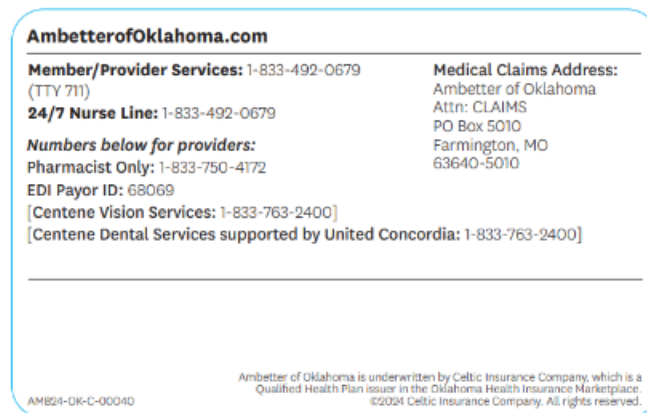 AmbetterofOklahoma.com
Member/Provider Services: 1-833-492-0679
(TTY 711)
24/7 Nurse Line: 1-833-492-0679
Numbers below for providers:
Pharmacist Only: 1-833-750-4172
EDI Payor ID: 68069
[Centene Vision Services: 1-833-763-2400]
[Centene Dental Services supported by United Concordia: 1-833-763-2400]
Medical Claims Address:
Ambetter of Oklahoma
Attn: CLAIMS
PO Box 5010
Farmington, MO
63640-5010
Ambetter of Oklahoma is underwritten by Celtic Insurance Company, which is a
Qualified Health Plan issuer in the Oklahoma Health Insurance Marketplace.
©2024 Celtic Insurance Company. All rights reserved.
AMB24-OK-C-00040